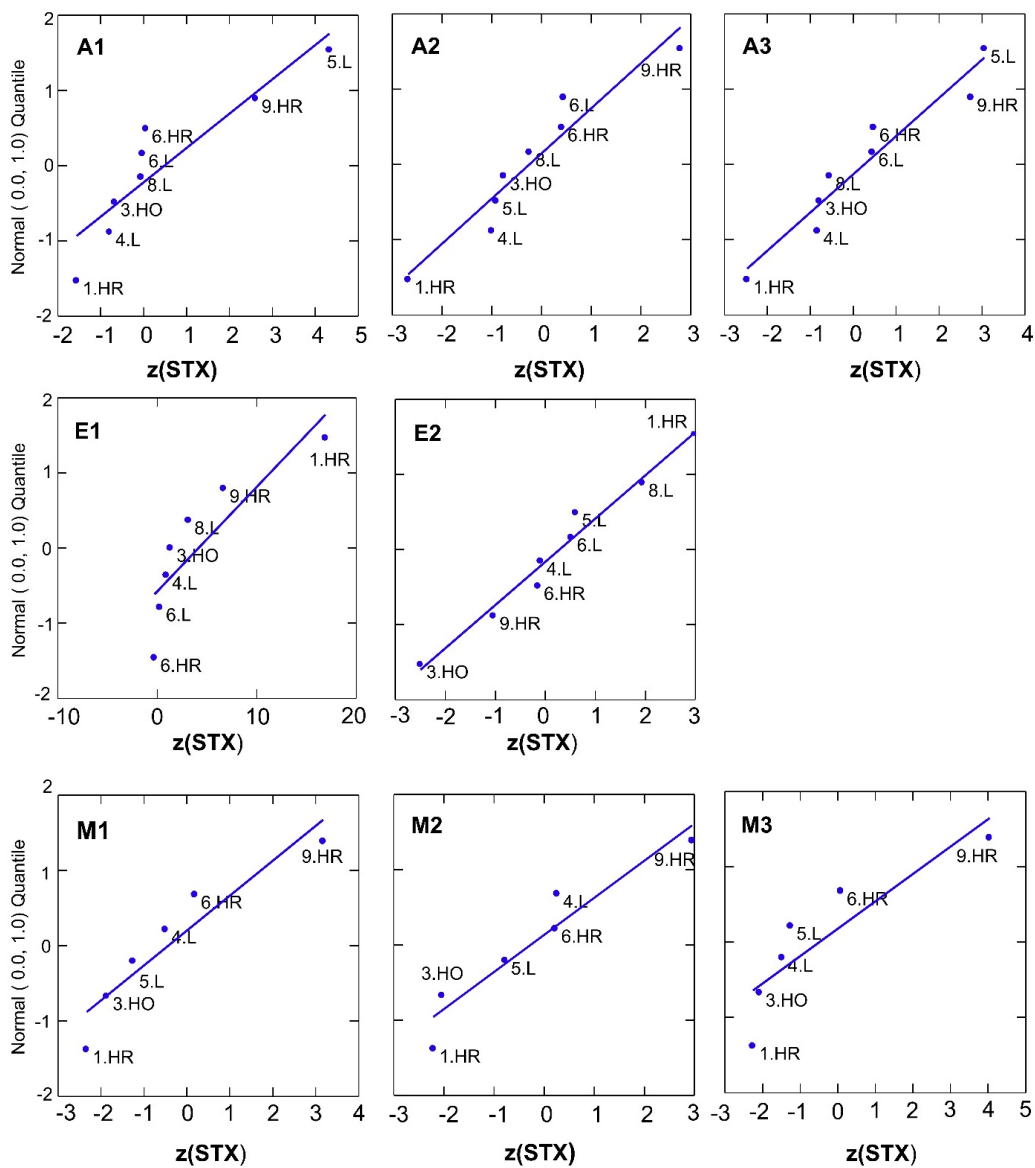 A1
A2
A3
Normal ( 0.0, 1.0) Quantile
2
1
0
-1
-2
5.L
9.HR
6.HR
6.L
8.L
3.HO
4.L
1.HR
9.HR
6.L
6.HR
8.L
3.HO
5.L
4.L
1.HR
5.L
9.HR
6.HR
6.L
8.L
3.HO
4.L
1.HR
-2 -1 0 1 2 3 4 5
-3 -2 -1 0 1 2 3
-3 -2 -1 0 1 2 3 4
z(STX)
z(STX)
z(STX)
E1
E2
Normal ( 0.0, 1.0) Quantile
2
1
0
-1
-2
1.HR
9.HR
8.L
3.HO
4.L
6.L
6.HR
1.HR
8.L
5.L
6.L
4.L
6.HR
9.HR
3.HO
-10 0 10 20
-3 -2 -1 0 1 2 3
z(STX)
z(STX)
M1
M2
M3
Normal ( 0.0, 1.0) Quantile
2
1
0
-1
-2
9.HR
6.HR
4.L
5.L
3.HO
1.HR
9.HR
4.L
6.HR
5.L
3.HO
1.HR
9.HR
6.HR
5.L
4.L
3.HO
1.HR
-3 -2 -1 0 1 2 3 4
-3 -2 -1 0 1 2 3
-3 -2 -1 0 1 2 3 4 5
z(STX)
z(STX)
z(STX)